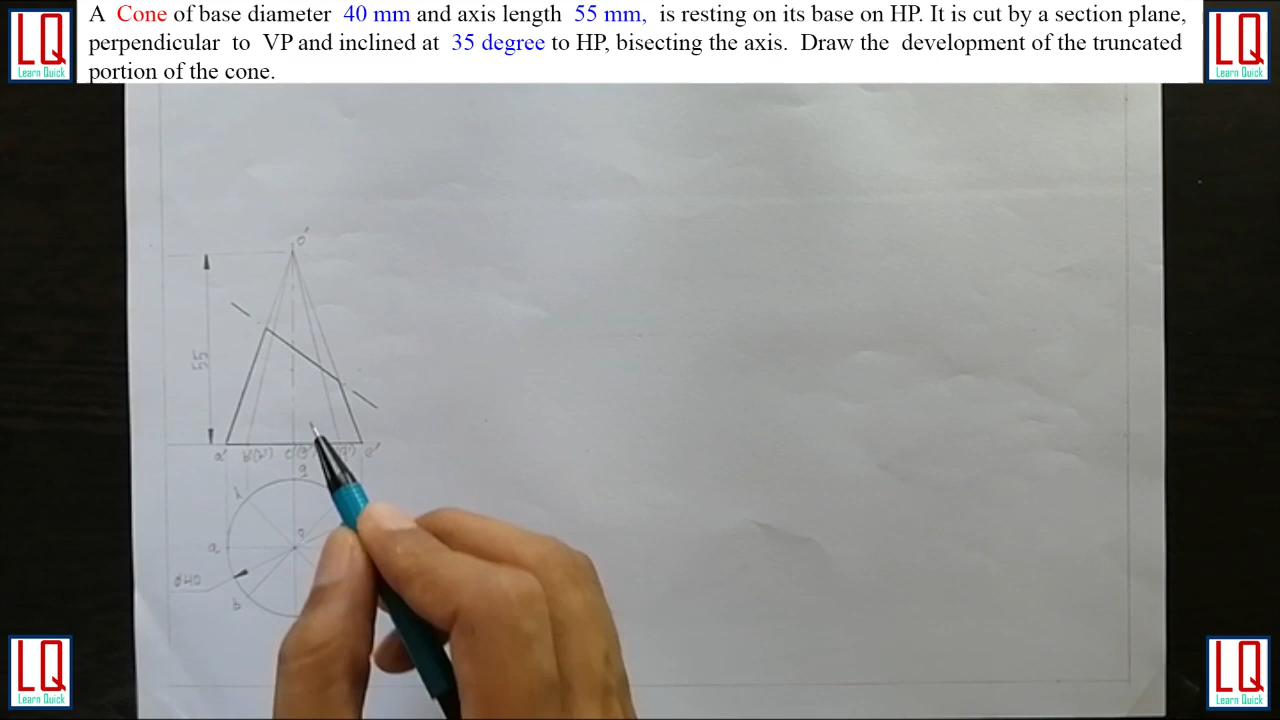 A Cone of base diameter 40 mm and axis length 55 mm, is resting on its base on HP. It is cut by a section plane,
perpendicular to VP and inclined at 35 degree to HP, bisecting the axis. Draw the development of the truncated
portion of the cone.
LQ
Learn Quick
LQ
Learn Quick
o'
55
a' b'(h') e'
g
h
a o
ø40
b
LQ
Learn Quick
LQ
Learn Quick